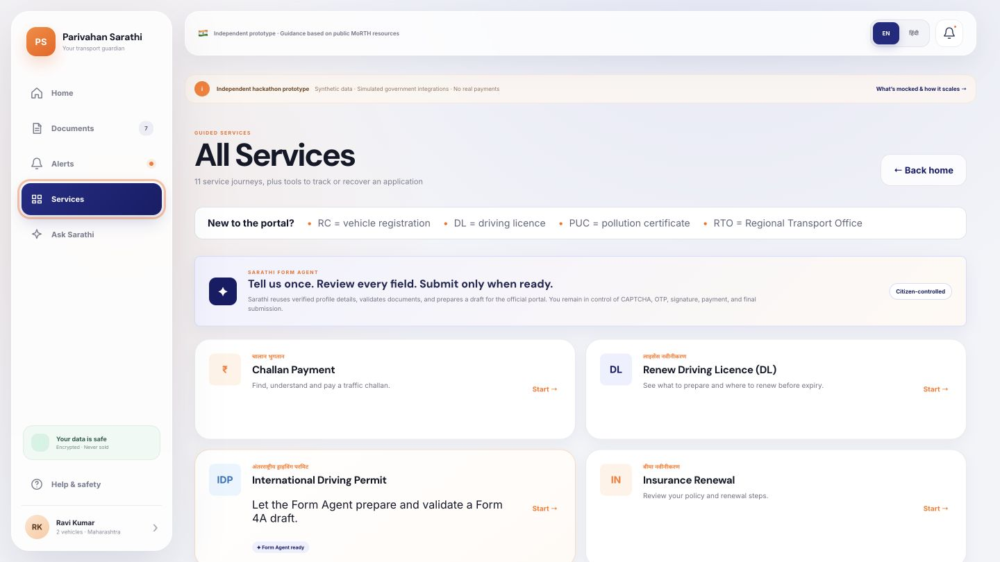 PS
Parivahan Sarathi
Your transport guardian
Home
Documents
7
Alerts
Services
Ask Sarathi
Your data is safe
Encrypted · Never sold
Help & safety
RK
Ravi Kumar
2 vehicles · Maharashtra
Independent prototype · Guidance based on public MoRTH resources
EN
हिंदी
i
Independent hackathon prototype Synthetic data · Simulated government integrations · No real payments
What's mocked & how it scales →
GUIDED SERVICES
All Services
11 service journeys, plus tools to track or recover an application
← Back home
New to the portal? • RC = vehicle registration • DL = driving licence • PUC = pollution certificate • RTO = Regional Transport Office
SARATHI FORM AGENT
Tell us once. Review every field. Submit only when ready.
Sarathi reuses verified profile details, validates documents, and prepares a draft for the official portal. You remain in control of CAPTCHA, OTP, signature, payment, and final
submission.
Citizen-controlled
₹
चालान भुगतान
Challan Payment
Find, understand and pay a traffic challan.
Start →
DL
लाइसेंस नवीनीकरण
Renew Driving Licence (DL)
See what to prepare and where to renew before expiry.
Start →
IDP
अंतरराष्ट्रीय ड्राइविंग परमिट
International Driving Permit
Let the Form Agent prepare and validate a Form
4A draft.
Start →
✦ Form Agent ready
IN
बीमा नवीनीकरण
Insurance Renewal
Review your policy and renewal steps.
Start →